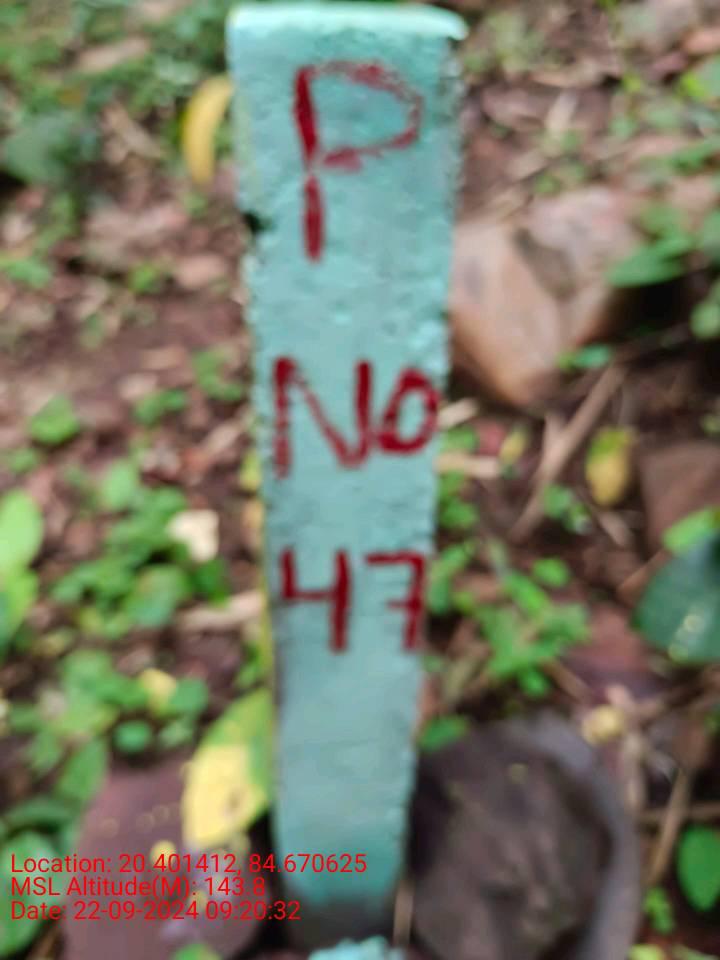 P
No
47
Location: 20.401412, 84.670625
MSL Altitude(M): 143.8
Date: 22-09-2024 09:20:32